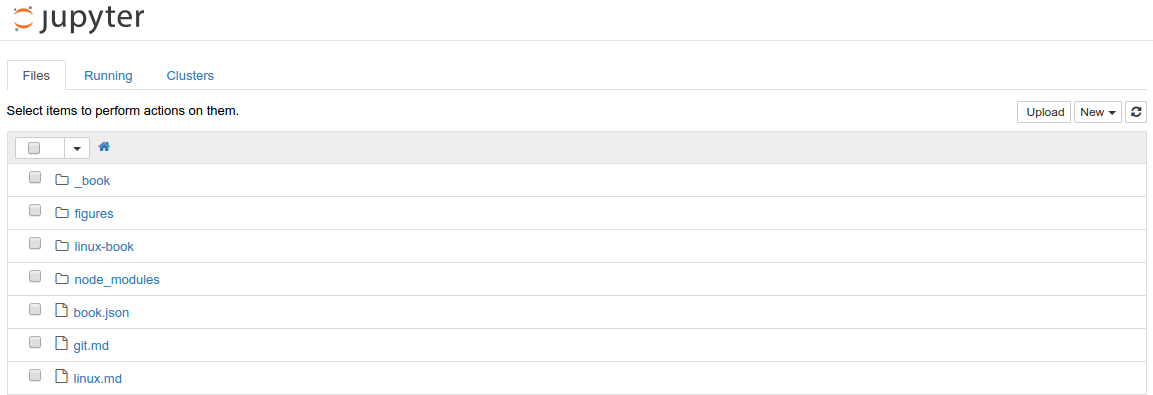 jupyter
Files Running Clusters
Select items to perform actions on them. Upload New
_book
figures
linux-book
node_modules
book.json
git.md
linux.md